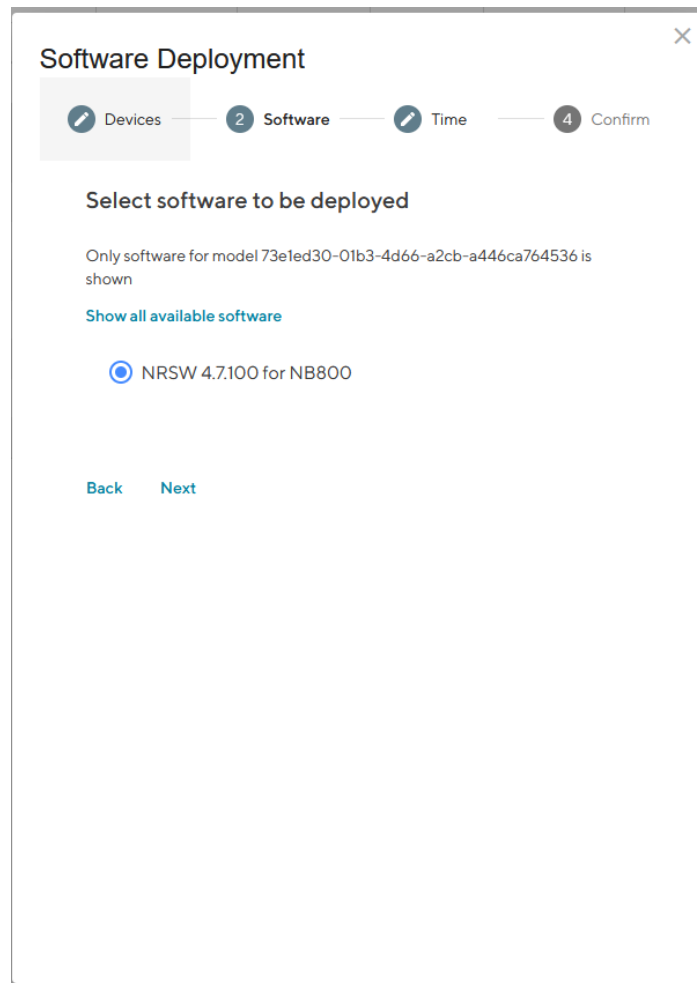 Software Deployment
Devices
2 Software
Time
4 Confirm
Select software to be deployed
Only software for model 73e1ed30-01b3-4d66-a2cb-a446ca764536 is
shown
Show all available software
NRSW 4.7.100 for NB800
Back Next